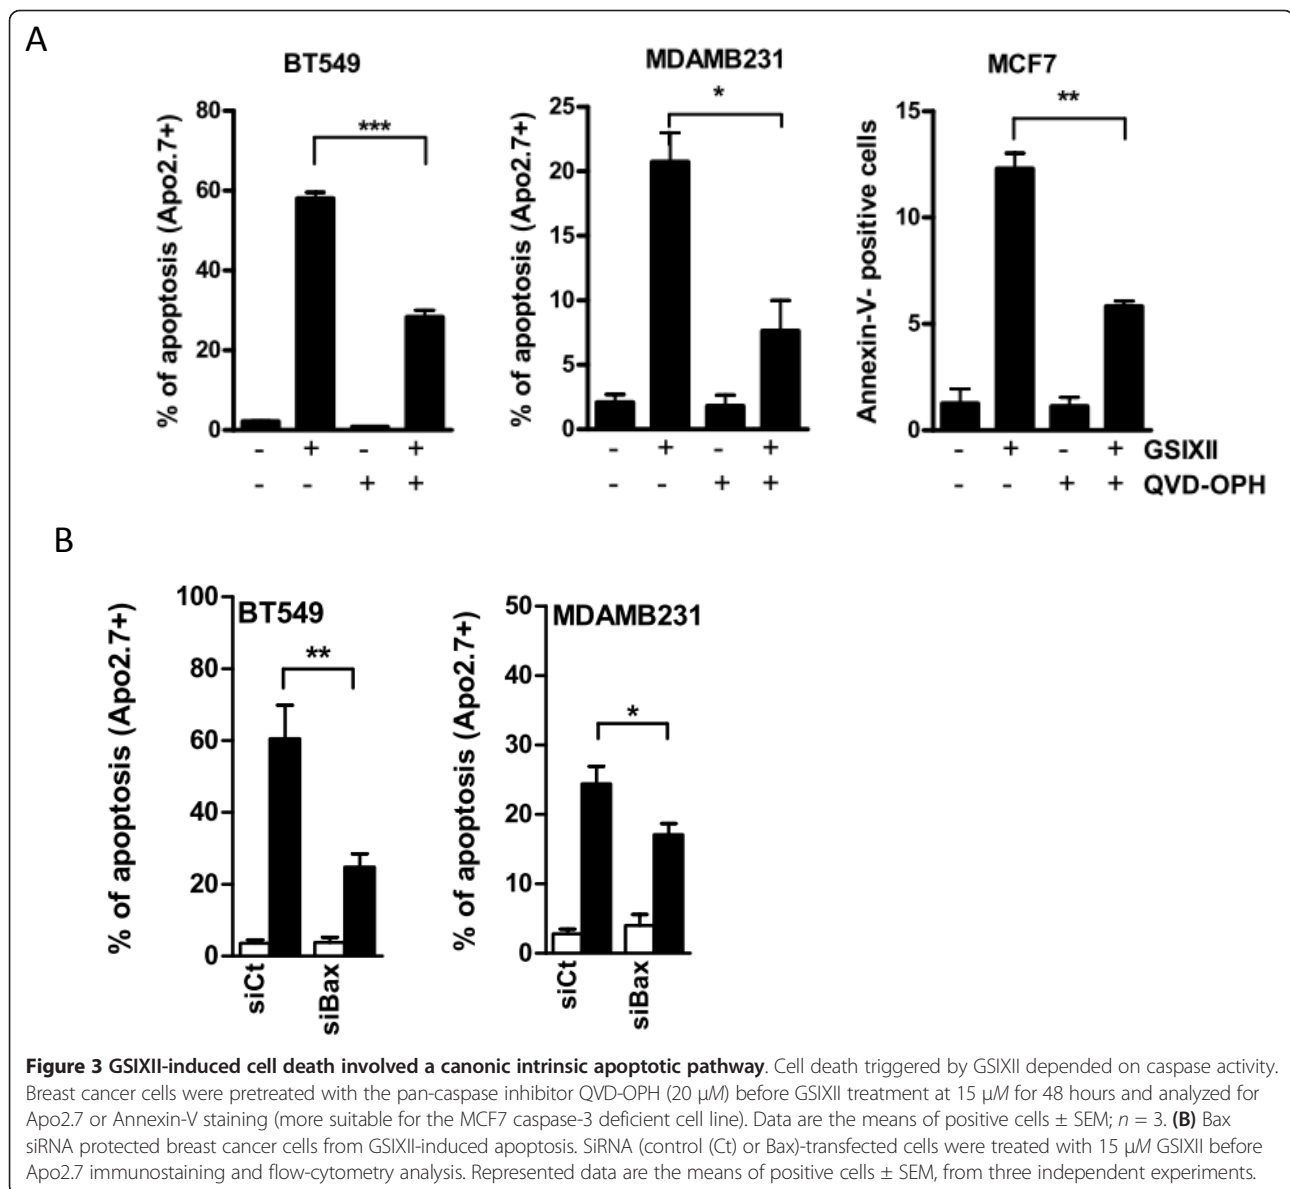 A
BT549
MDAMB231
MCF7
% of apoptosis (Apo2.7+)
80
60
40
20
0
***
% of apoptosis (Apo2.7+)
25
20
15
10
5
0
*
Annexin-V- positive cells
15
10
5
0
**
- + - +
- + - +
- + - + GSIXII
- - + +
- - + +
- - + + QVD-OPH
B
BT549
MDAMB231
% of apoptosis (Apo2.7+)
100
80
60
40
20
0
**
siCt
siBax
% of apoptosis (Apo2.7+)
50
40
30
20
10
0
*
siCt
siBax
Figure 3 GSIXII-induced cell death involved a canonic intrinsic apoptotic pathway. Cell death triggered by GSIXII depended on caspase activity.
Breast cancer cells were pretreated with the pan-caspase inhibitor QVD-OPH (20 μM) before GSIXII treatment at 15 μM for 48 hours and analyzed for
Apo2.7 or Annexin-V staining (more suitable for the MCF7 caspase-3 deficient cell line). Data are the means of positive cells ± SEM; n = 3. (B) Bax
siRNA protected breast cancer cells from GSIXII-induced apoptosis. SiRNA (control (Ct) or Bax)-transfected cells were treated with 15 μM GSIXII before
Apo2.7 immunostaining and flow-cytometry analysis. Represented data are the means of positive cells ± SEM, from three independent experiments.